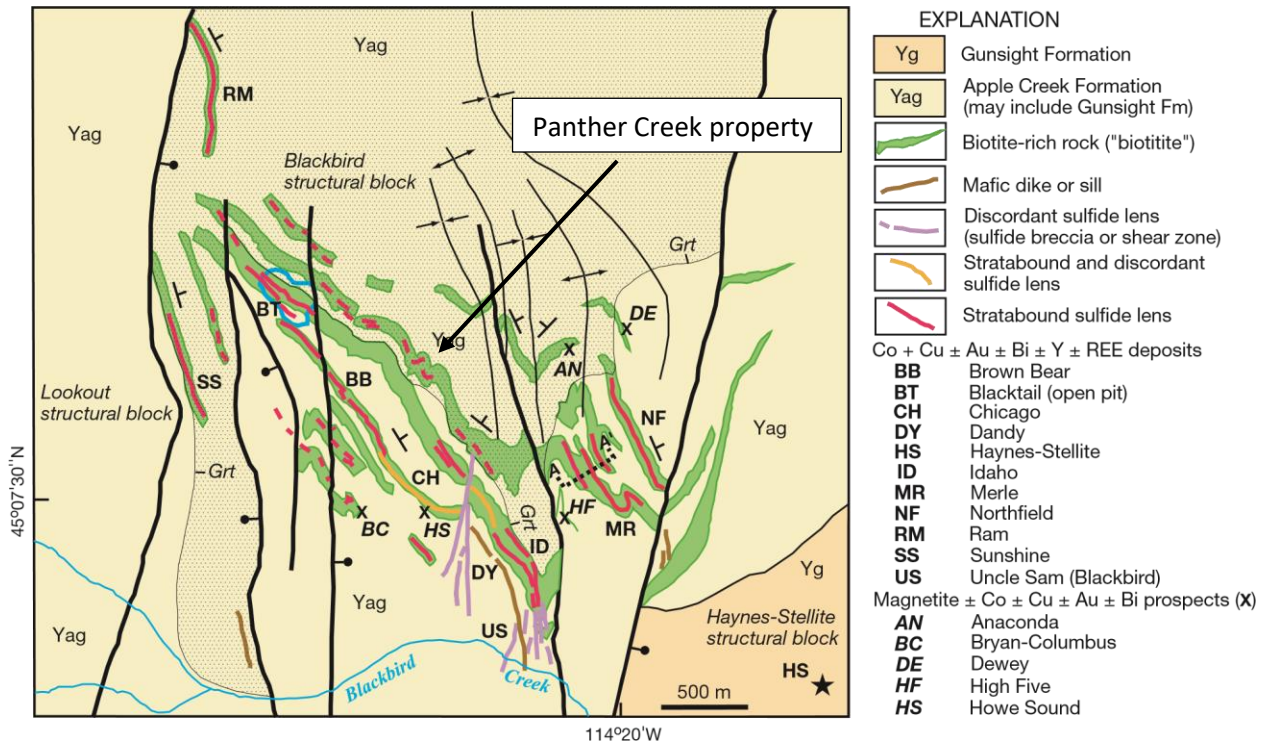 Yag
Yag
RM
Panther Creek property
Blackbird
structural block
Grt
BT
DE
Yag
AN
SS
BB
Lookout
structural block
NF
Yag
CH
A
A'
Grt
HF
MR
BC
HS
Grt
ID
DY
Yg
Yag
Yag
US
Haynes-Stellite
structural block
HS
Blackbird
Creek
500 m
45º07'30"N
114º20'W
EXPLANATION
Yg Gunsight Formation
Yag Apple Creek Formation
(may include Gunsight Fm)
Biotite-rich rock ("biotitite")
Mafic dike or sill
Discordant sulfide lens
(sulfide breccia or shear zone)
Stratabound and discordant
sulfide lens
Stratabound sulfide lens
Co + Cu ± Au ± Bi ± Y ± REE deposits
BB Brown Bear
BT Blacktail (open pit)
CH Chicago
DY Dandy
HS Haynes-Stellite
ID Idaho
MR Merle
NF Northfield
RM Ram
SS Sunshine
US Uncle Sam (Blackbird)
Magnetite ± Co ± Cu ± Au ± Bi prospects (X)
AN Anaconda
BC Bryan-Columbus
DE Dewey
HF High Five
HS Howe Sound